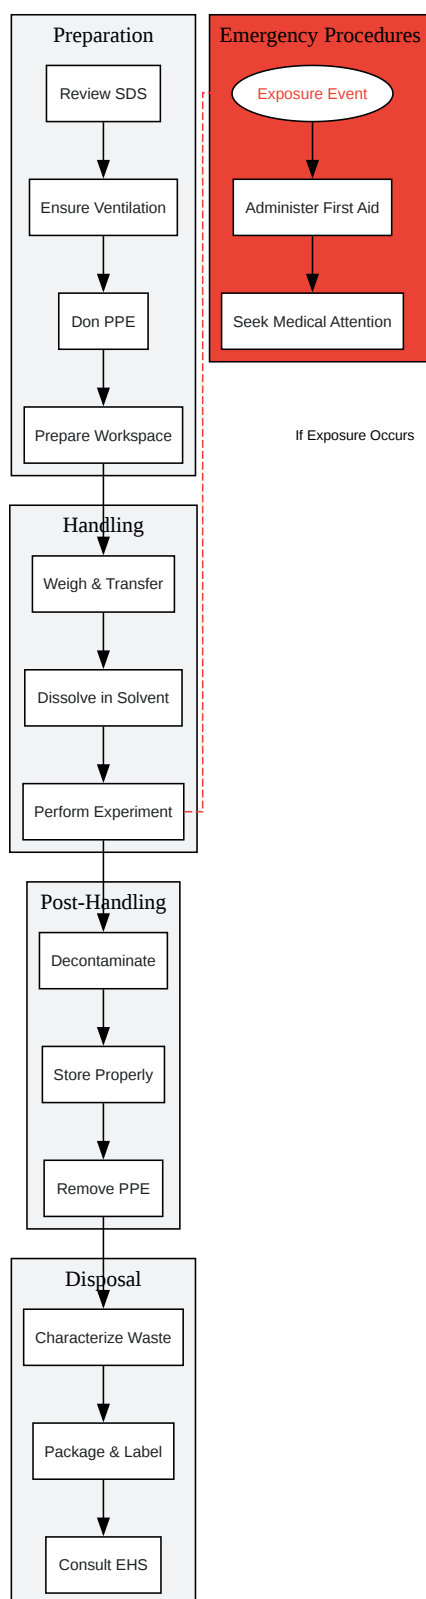 Preparation
Review SDS
Ensure Ventilation
Don PPE
Prepare Workspace
Emergency Procedures
Exposure Event
Administer First Aid
Seek Medical Attention
If Exposure Occurs
Handling
Weigh & Transfer
Dissolve in Solvent
Perform Experiment
Post-Handling
Decontaminate
Store Properly
Remove PPE
Disposal
Characterize Waste
Package & Label
Consult EHS